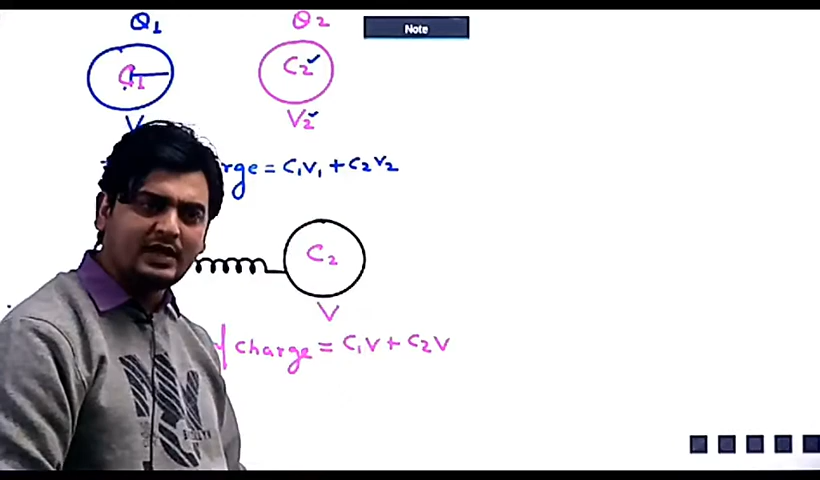 Q1 Q2
Note
C1 C2
V V2
rge = C1V1 + C2V2
C2
V
f charge = C1V + C2V